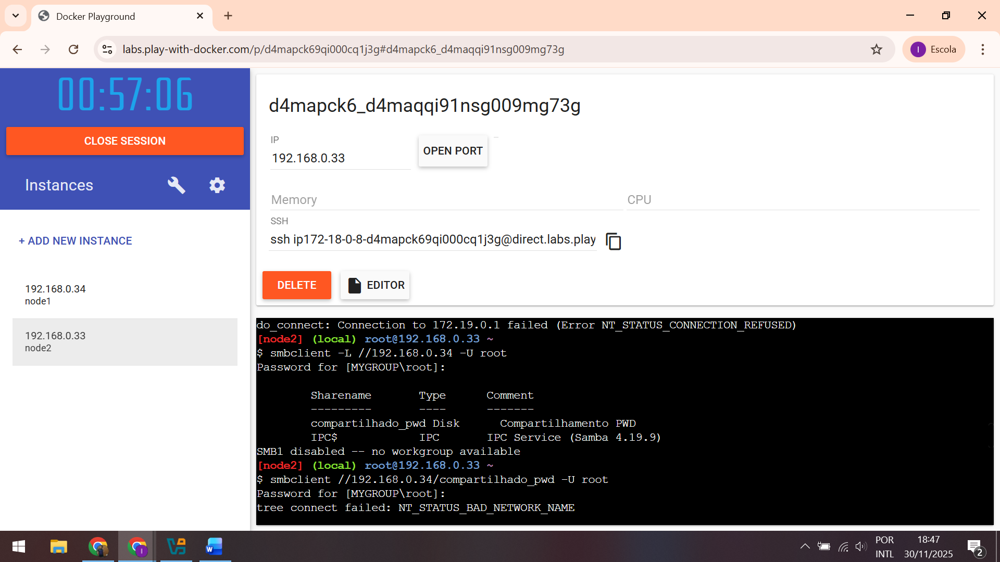 Docker Playground
labs.play-with-docker.com/p/d4mapck69qi000cq1j3g#d4mapck6_d4maqqi91nsg009mg73g
I Escola
00:57:06
CLOSE SESSION
Instances
+ ADD NEW INSTANCE
192.168.0.34
node1
192.168.0.33
node2
d4mapck6_d4maqqi91nsg009mg73g
IP
192.168.0.33
OPEN PORT
Memory
CPU
SSH
ssh ip172-18-0-8-d4mapck69qi000cq1j3g@direct.labs.play
DELETE
EDITOR
do_connect: Connection to 172.19.0.1 failed (Error NT_STATUS_CONNECTION_REFUSED)
[node2] (local) root@192.168.0.33 ~
$ smbclient -L //192.168.0.34 -U root
Password for [MYGROUP\root]:
Sharename Type Comment
--------- ---- -------
compartilhado_pwd Disk Compartilhamento PWD
IPC$ IPC IPC Service (Samba 4.19.9)
SMB1 disabled -- no workgroup available
[node2] (local) root@192.168.0.33 ~
$ smbclient //192.168.0.34/compartilhado_pwd -U root
Password for [MYGROUP\root]:
tree connect failed: NT_STATUS_BAD_NETWORK_NAME
POR
INTL
18:47
30/11/2025
2